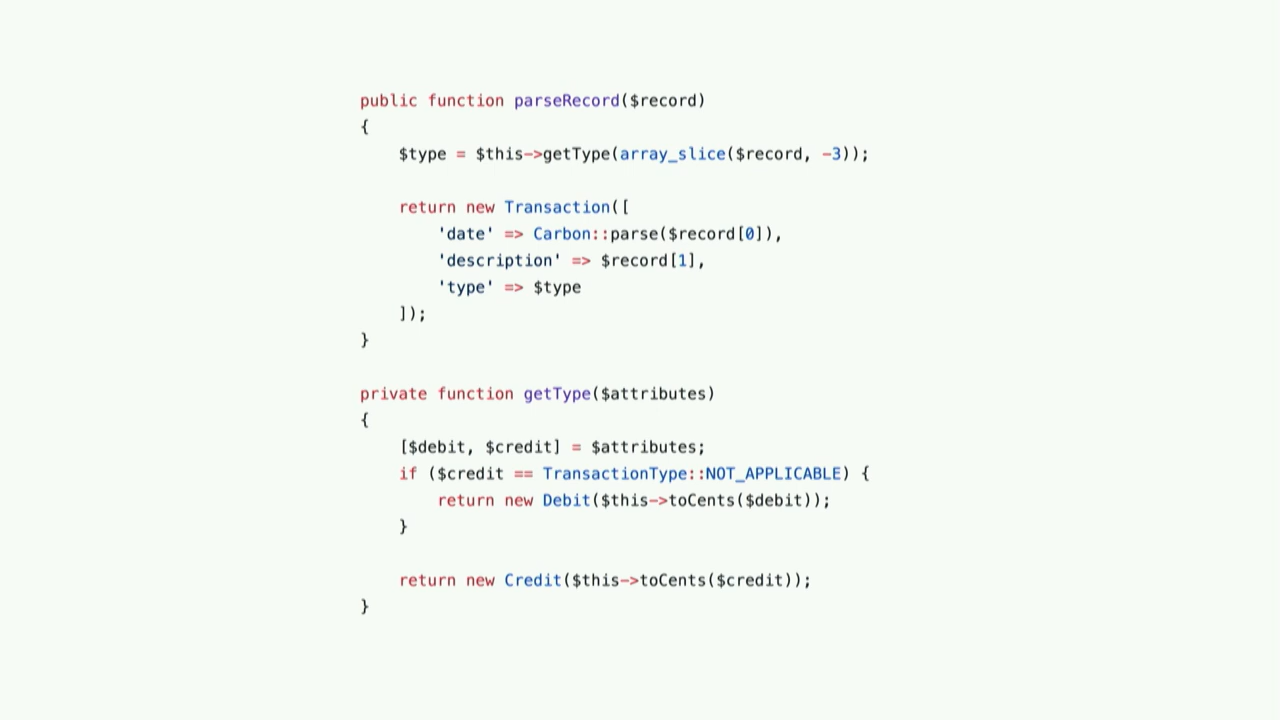 public function parseRecord($record)
{
    $type = $this->getType(array_slice($record, -3));

    return new Transaction([
        'date' => Carbon::parse($record[0]),
        'description' => $record[1],
        'type' => $type
    ]);
}

private function getType($attributes)
{
    [$debit, $credit] = $attributes;
    if ($credit == TransactionType::NOT_APPLICABLE) {
        return new Debit($this->toCents($debit));
    }

    return new Credit($this->toCents($credit));
}